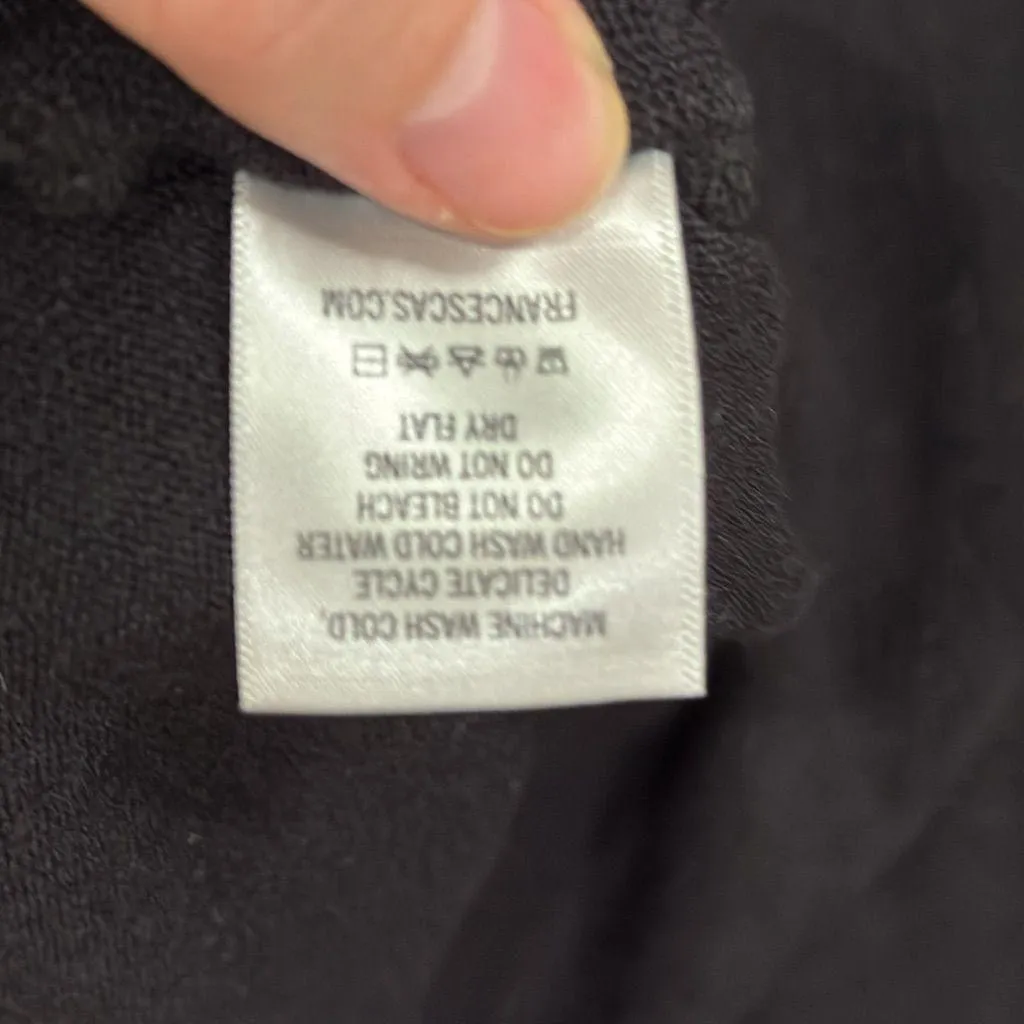 MACHINE WASH COLD,
DELICATE CYCLE
HAND WASH COLD WATER
DO NOT BLEACH
DO NOT WRING
DRY FLAT
FRANCESCAS.COM